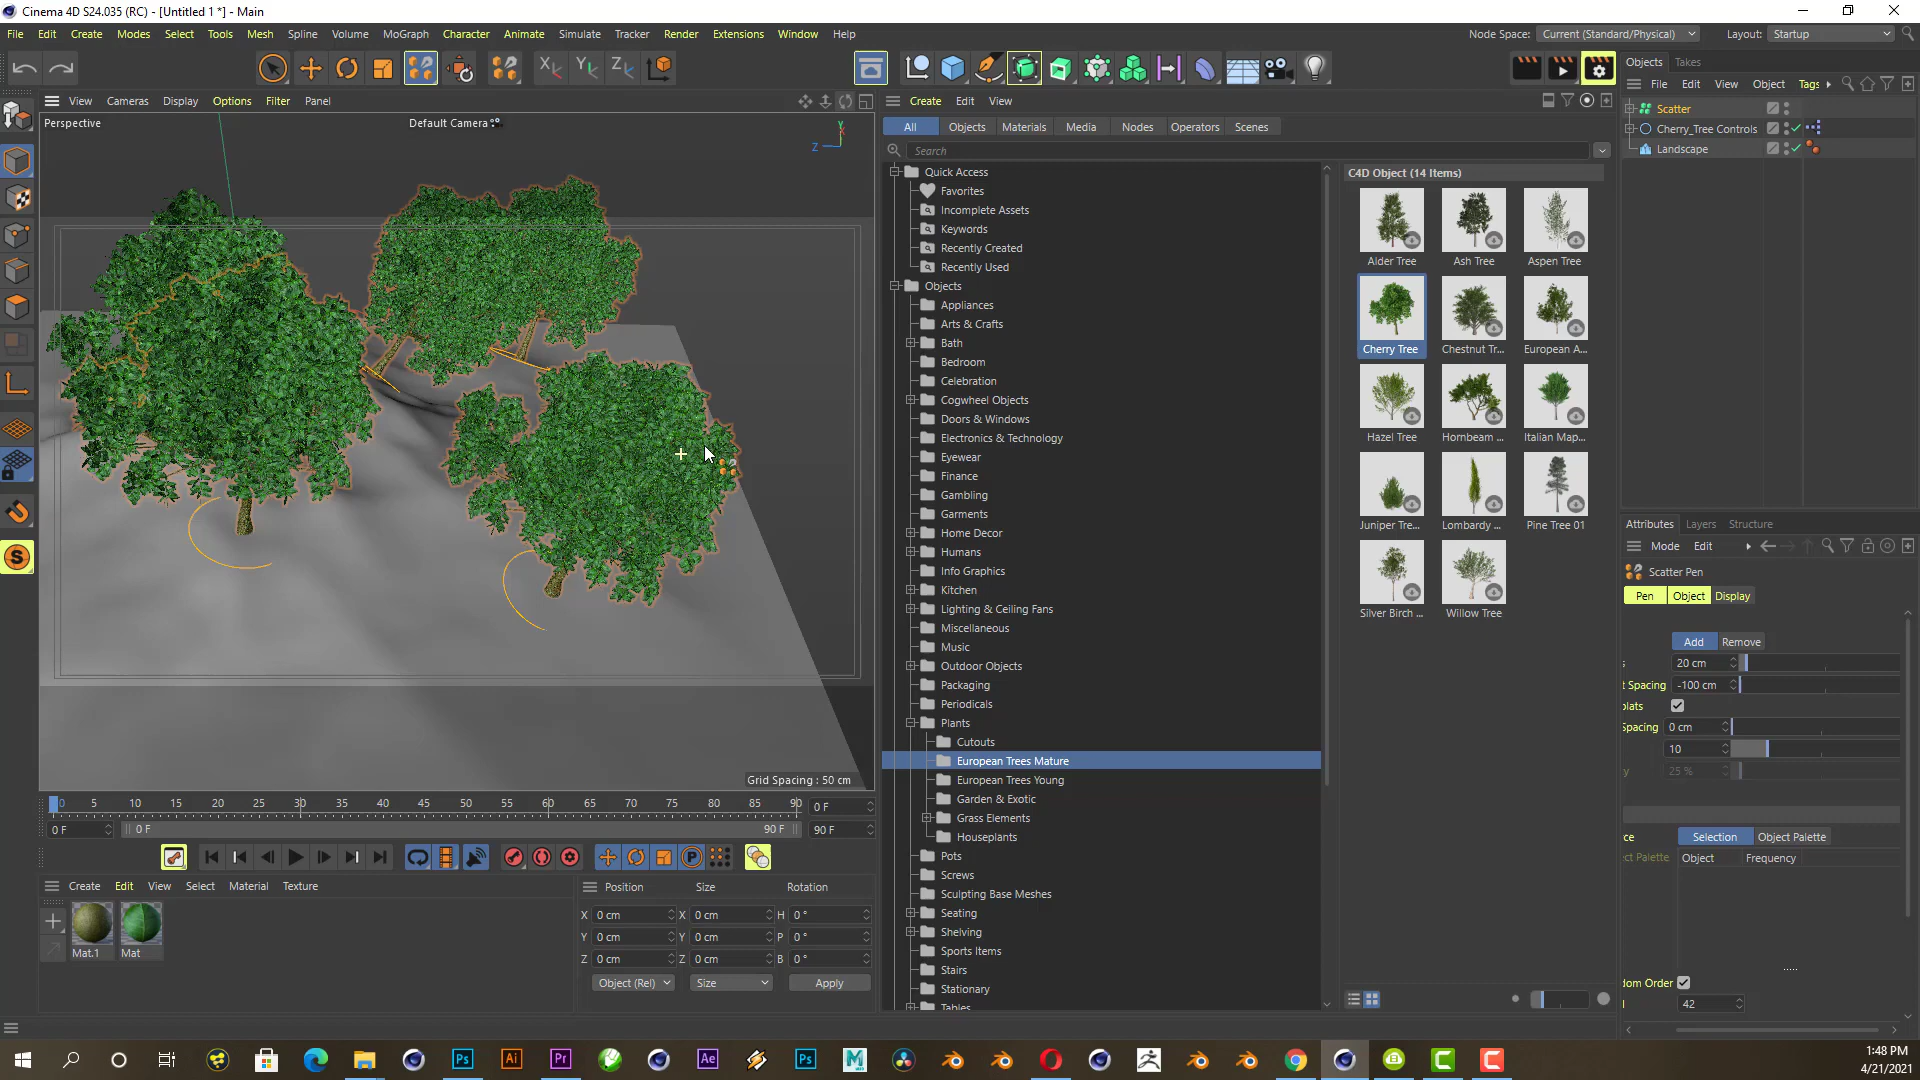 Cinema 4D S24.035 (RC) - [Untitled 1 *] - Main
File Edit Create Modes Select Tools Mesh Spline Volume MoGraph Character Animate Simulate Tracker Render Extensions Window Help
Node Space: Current (Standard/Physical) Layout: Startup
View Cameras Display Options Filter Panel
Perspective
Default Camera
Y
Z
Grid Spacing : 50 cm
0 5 10 15 20 25 30 35 40 45 50 55 60 65 70 75 80 85 90 0 F
0 F 0 F 90 F 90 F
Create Edit View Select Material Texture
Mat.1 Mat
Position Size Rotation
X 0 cm X 0 cm H 0 °
Y 0 cm Y 0 cm P 0 °
Z 0 cm Z 0 cm B 0 °
Object (Rel) Size Apply
Create Edit View
All Objects Materials Media Nodes Operators Scenes
Search
Quick Access
Favorites
Incomplete Assets
Keywords
Recently Created
Recently Used
Objects
Appliances
Arts & Crafts
Bath
Bedroom
Celebration
Cogwheel Objects
Doors & Windows
Electronics & Technology
Eyewear
Finance
Gambling
Garments
Home Decor
Humans
Info Graphics
Kitchen
Lighting & Ceiling Fans
Miscellaneous
Music
Outdoor Objects
Packaging
Periodicals
Plants
Cutouts
European Trees Mature
European Trees Young
Garden & Exotic
Grass Elements
Houseplants
Pots
Screws
Sculpting Base Meshes
Seating
Shelving
Sports Items
Stairs
Stationary
Tables
C4D Object (14 Items)
Alder Tree Ash Tree Aspen Tree
Cherry Tree Chestnut Tr... European A...
Hazel Tree Hornbeam ... Italian Map...
Juniper Tre... Lombardy ... Pine Tree 01
Silver Birch ... Willow Tree
Objects Takes
File Edit View Object Tags
Scatter
Cherry_Tree Controls
Landscape
Attributes Layers Structure
Mode Edit
Scatter Pen
Pen Object Display
Add Remove
s 20 cm
t Spacing -100 cm
plats
Spacing 0 cm
10
y 25 %
rce Selection Object Palette
ect Palette Object Frequency
dom Order
42
1:48 PM
4/21/2021